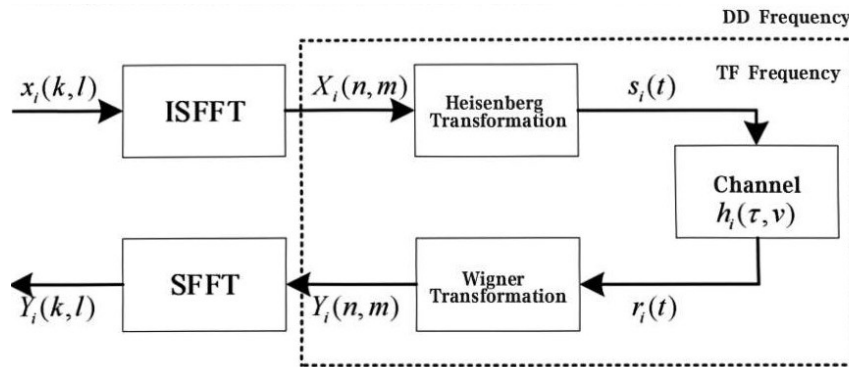 DD Frequency
TF Frequency
x_i(k,l)
ISFFT
X_i(n,m)
Heisenberg
Transformation
s_i(t)
Channel
h_i(τ,v)
Y_i(k,l)
SFFT
Y_i(n,m)
Wigner
Transformation
r_i(t)